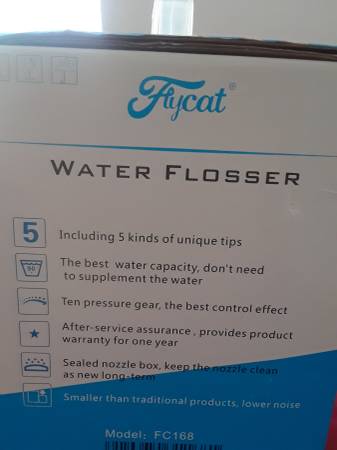 Flycat®
WATER FLOSSER
5 Including 5 kinds of unique tips
The best water capacity, don't need
to supplement the water
Ten pressure gear, the best control effect
After-service assurance, provides product
warranty for one year
Sealed nozzle box, keep the nozzle clean
as new long-term
Smaller than traditional products, lower noise
Model: FC168